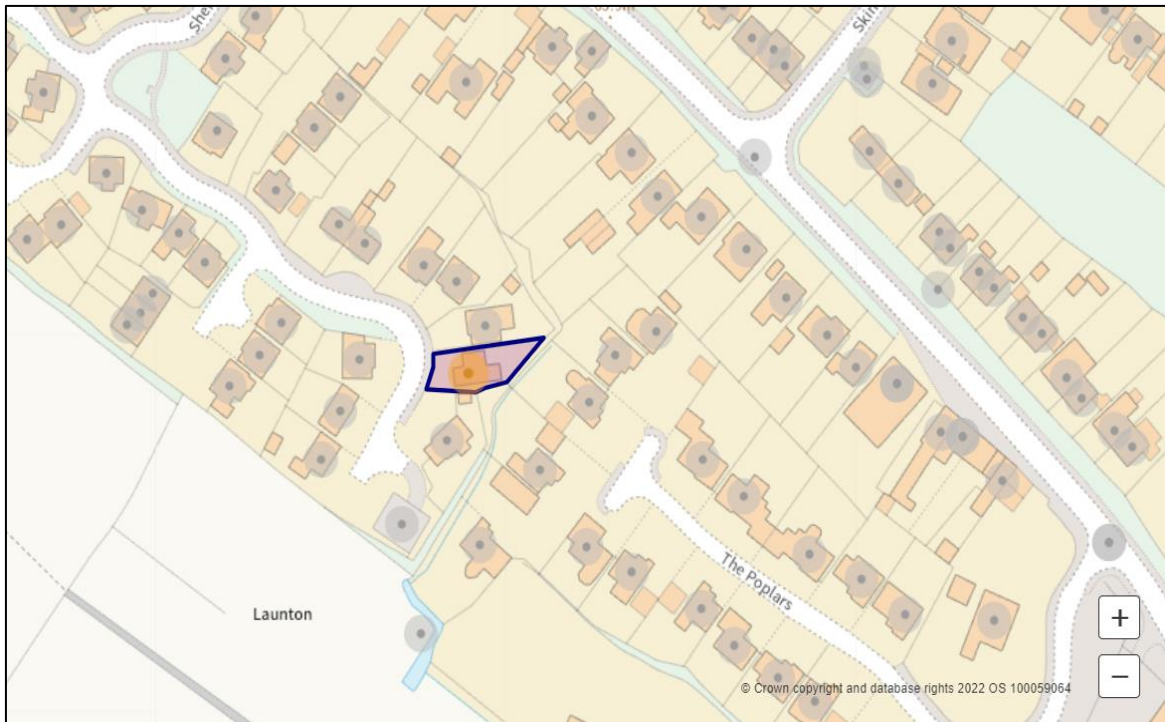 The Poplars
Launton
+
−
© Crown copyright and database rights 2022 OS 100059064